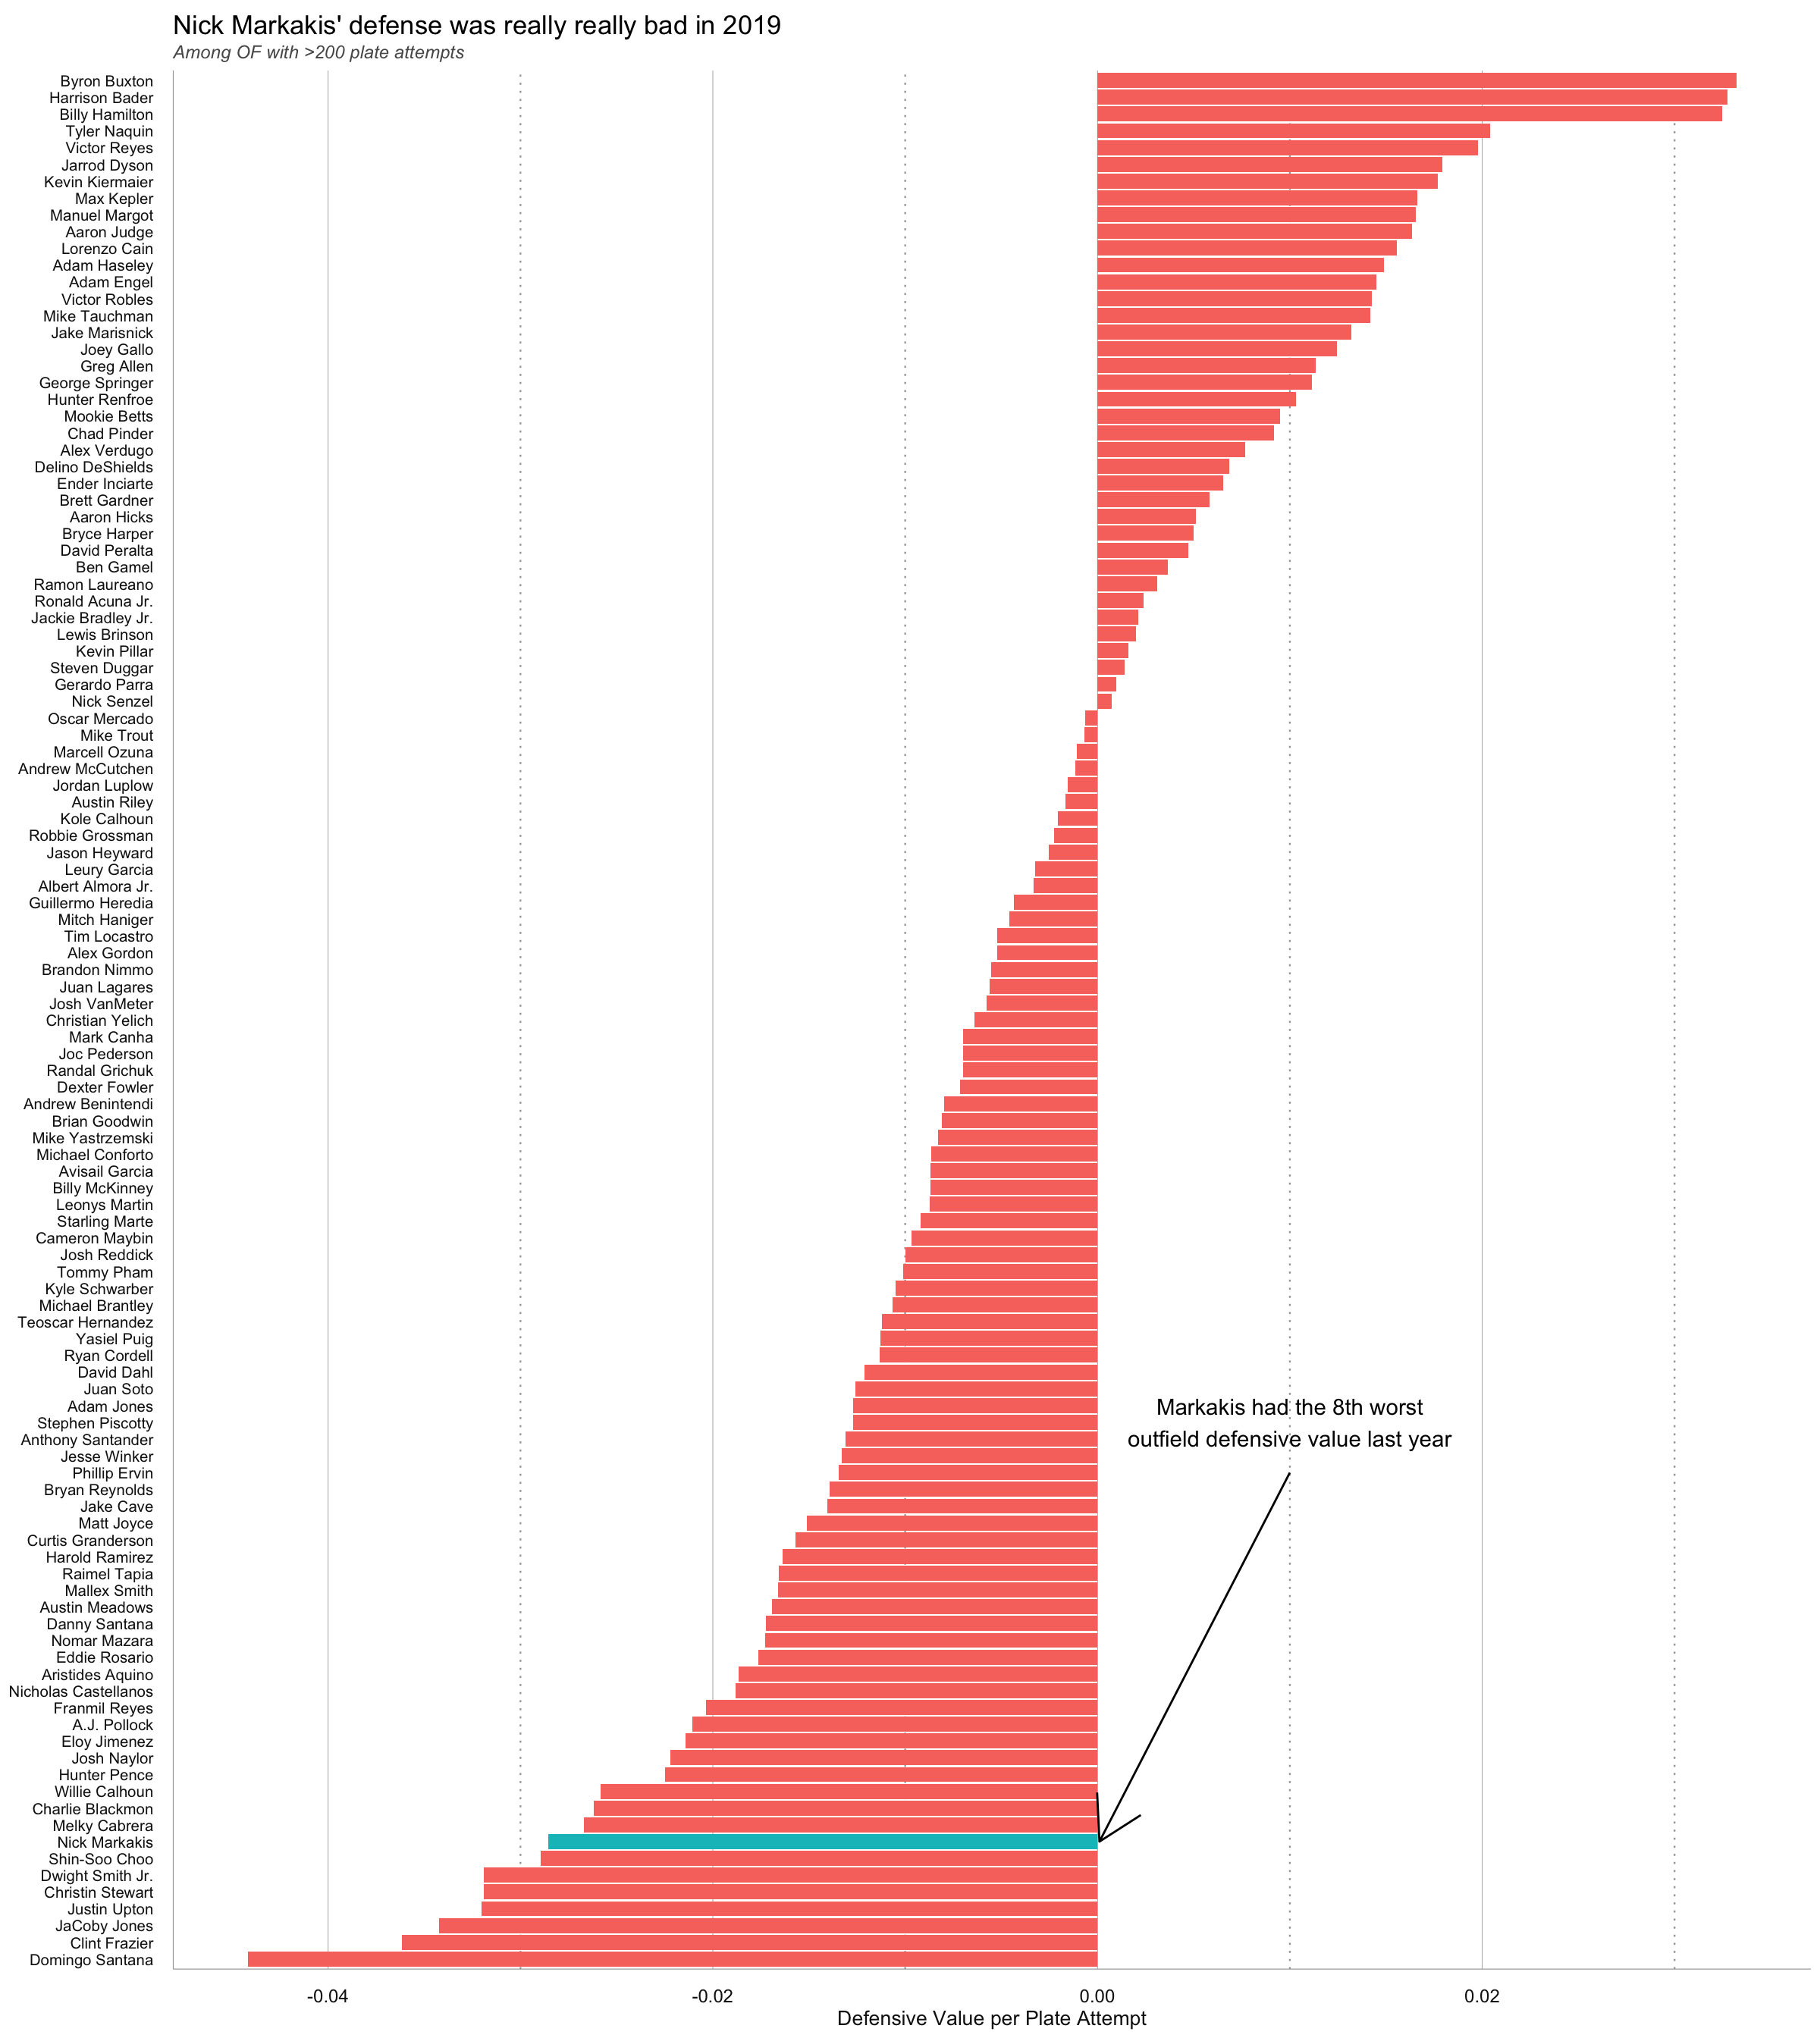 Nick Markakis' defense was really really bad in 2019
Among OF with >200 plate attempts
Byron Buxton
Harrison Bader
Billy Hamilton
Tyler Naquin
Victor Reyes
Jarrod Dyson
Kevin Kiermaier
Max Kepler
Manuel Margot
Aaron Judge
Lorenzo Cain
Adam Haseley
Adam Engel
Victor Robles
Mike Tauchman
Jake Marisnick
Joey Gallo
Greg Allen
George Springer
Hunter Renfroe
Mookie Betts
Chad Pinder
Alex Verdugo
Delino DeShields
Ender Inciarte
Brett Gardner
Aaron Hicks
Bryce Harper
David Peralta
Ben Gamel
Ramon Laureano
Ronald Acuna Jr.
Jackie Bradley Jr.
Lewis Brinson
Kevin Pillar
Steven Duggar
Gerardo Parra
Nick Senzel
Oscar Mercado
Mike Trout
Marcell Ozuna
Andrew McCutchen
Jordan Luplow
Austin Riley
Kole Calhoun
Robbie Grossman
Jason Heyward
Leury Garcia
Albert Almora Jr.
Guillermo Heredia
Mitch Haniger
Tim Locastro
Alex Gordon
Brandon Nimmo
Juan Lagares
Josh VanMeter
Christian Yelich
Mark Canha
Joc Pederson
Randal Grichuk
Dexter Fowler
Andrew Benintendi
Brian Goodwin
Mike Yastrzemski
Michael Conforto
Avisail Garcia
Billy McKinney
Leonys Martin
Starling Marte
Cameron Maybin
Josh Reddick
Tommy Pham
Kyle Schwarber
Michael Brantley
Teoscar Hernandez
Yasiel Puig
Ryan Cordell
David Dahl
Juan Soto
Adam Jones
Stephen Piscotty
Anthony Santander
Jesse Winker
Phillip Ervin
Bryan Reynolds
Jake Cave
Matt Joyce
Curtis Granderson
Harold Ramirez
Raimel Tapia
Mallex Smith
Austin Meadows
Danny Santana
Nomar Mazara
Eddie Rosario
Aristides Aquino
Nicholas Castellanos
Franmil Reyes
A.J. Pollock
Eloy Jimenez
Josh Naylor
Hunter Pence
Willie Calhoun
Charlie Blackmon
Melky Cabrera
Nick Markakis
Shin-Soo Choo
Dwight Smith Jr.
Christin Stewart
Justin Upton
JaCoby Jones
Clint Frazier
Domingo Santana
Markakis had the 8th worst
outfield defensive value last year
-0.04
-0.02
0.00
0.02
Defensive Value per Plate Attempt